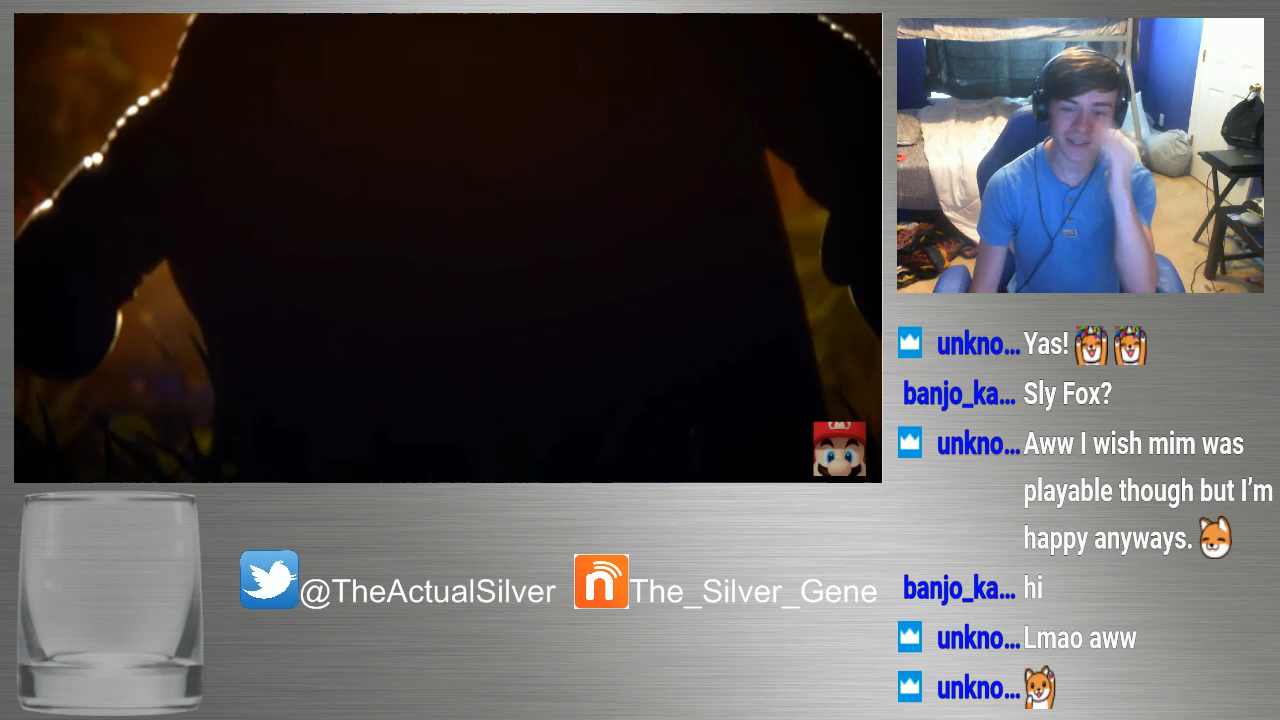 unkno... Yas!
banjo_ka... Sly Fox?
unkno... Aww I wish mim was
playable though but I'm
happy anyways.
banjo_ka... hi
unkno... Lmao aww
unkno...
@TheActualSilver
The_Silver_Gene